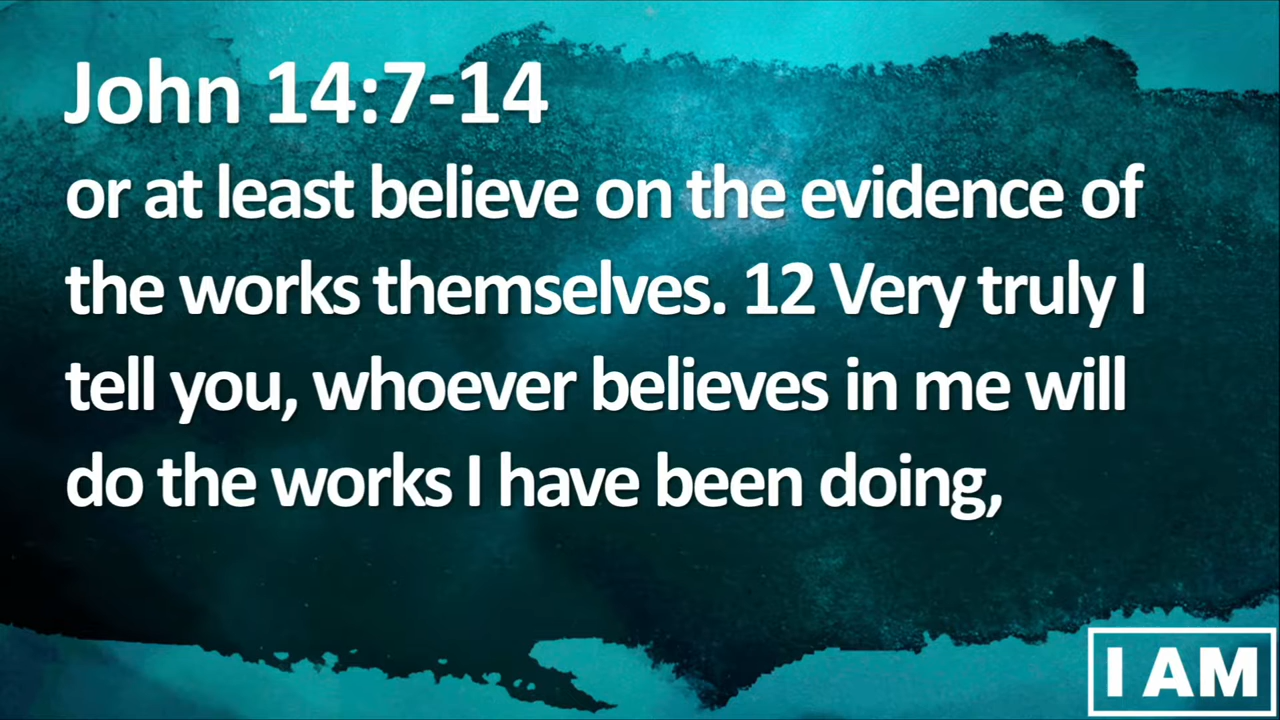 John 14:7-14
or at least believe on the evidence of
the works themselves. 12 Very truly I
tell you, whoever believes in me will
do the works I have been doing,
I AM